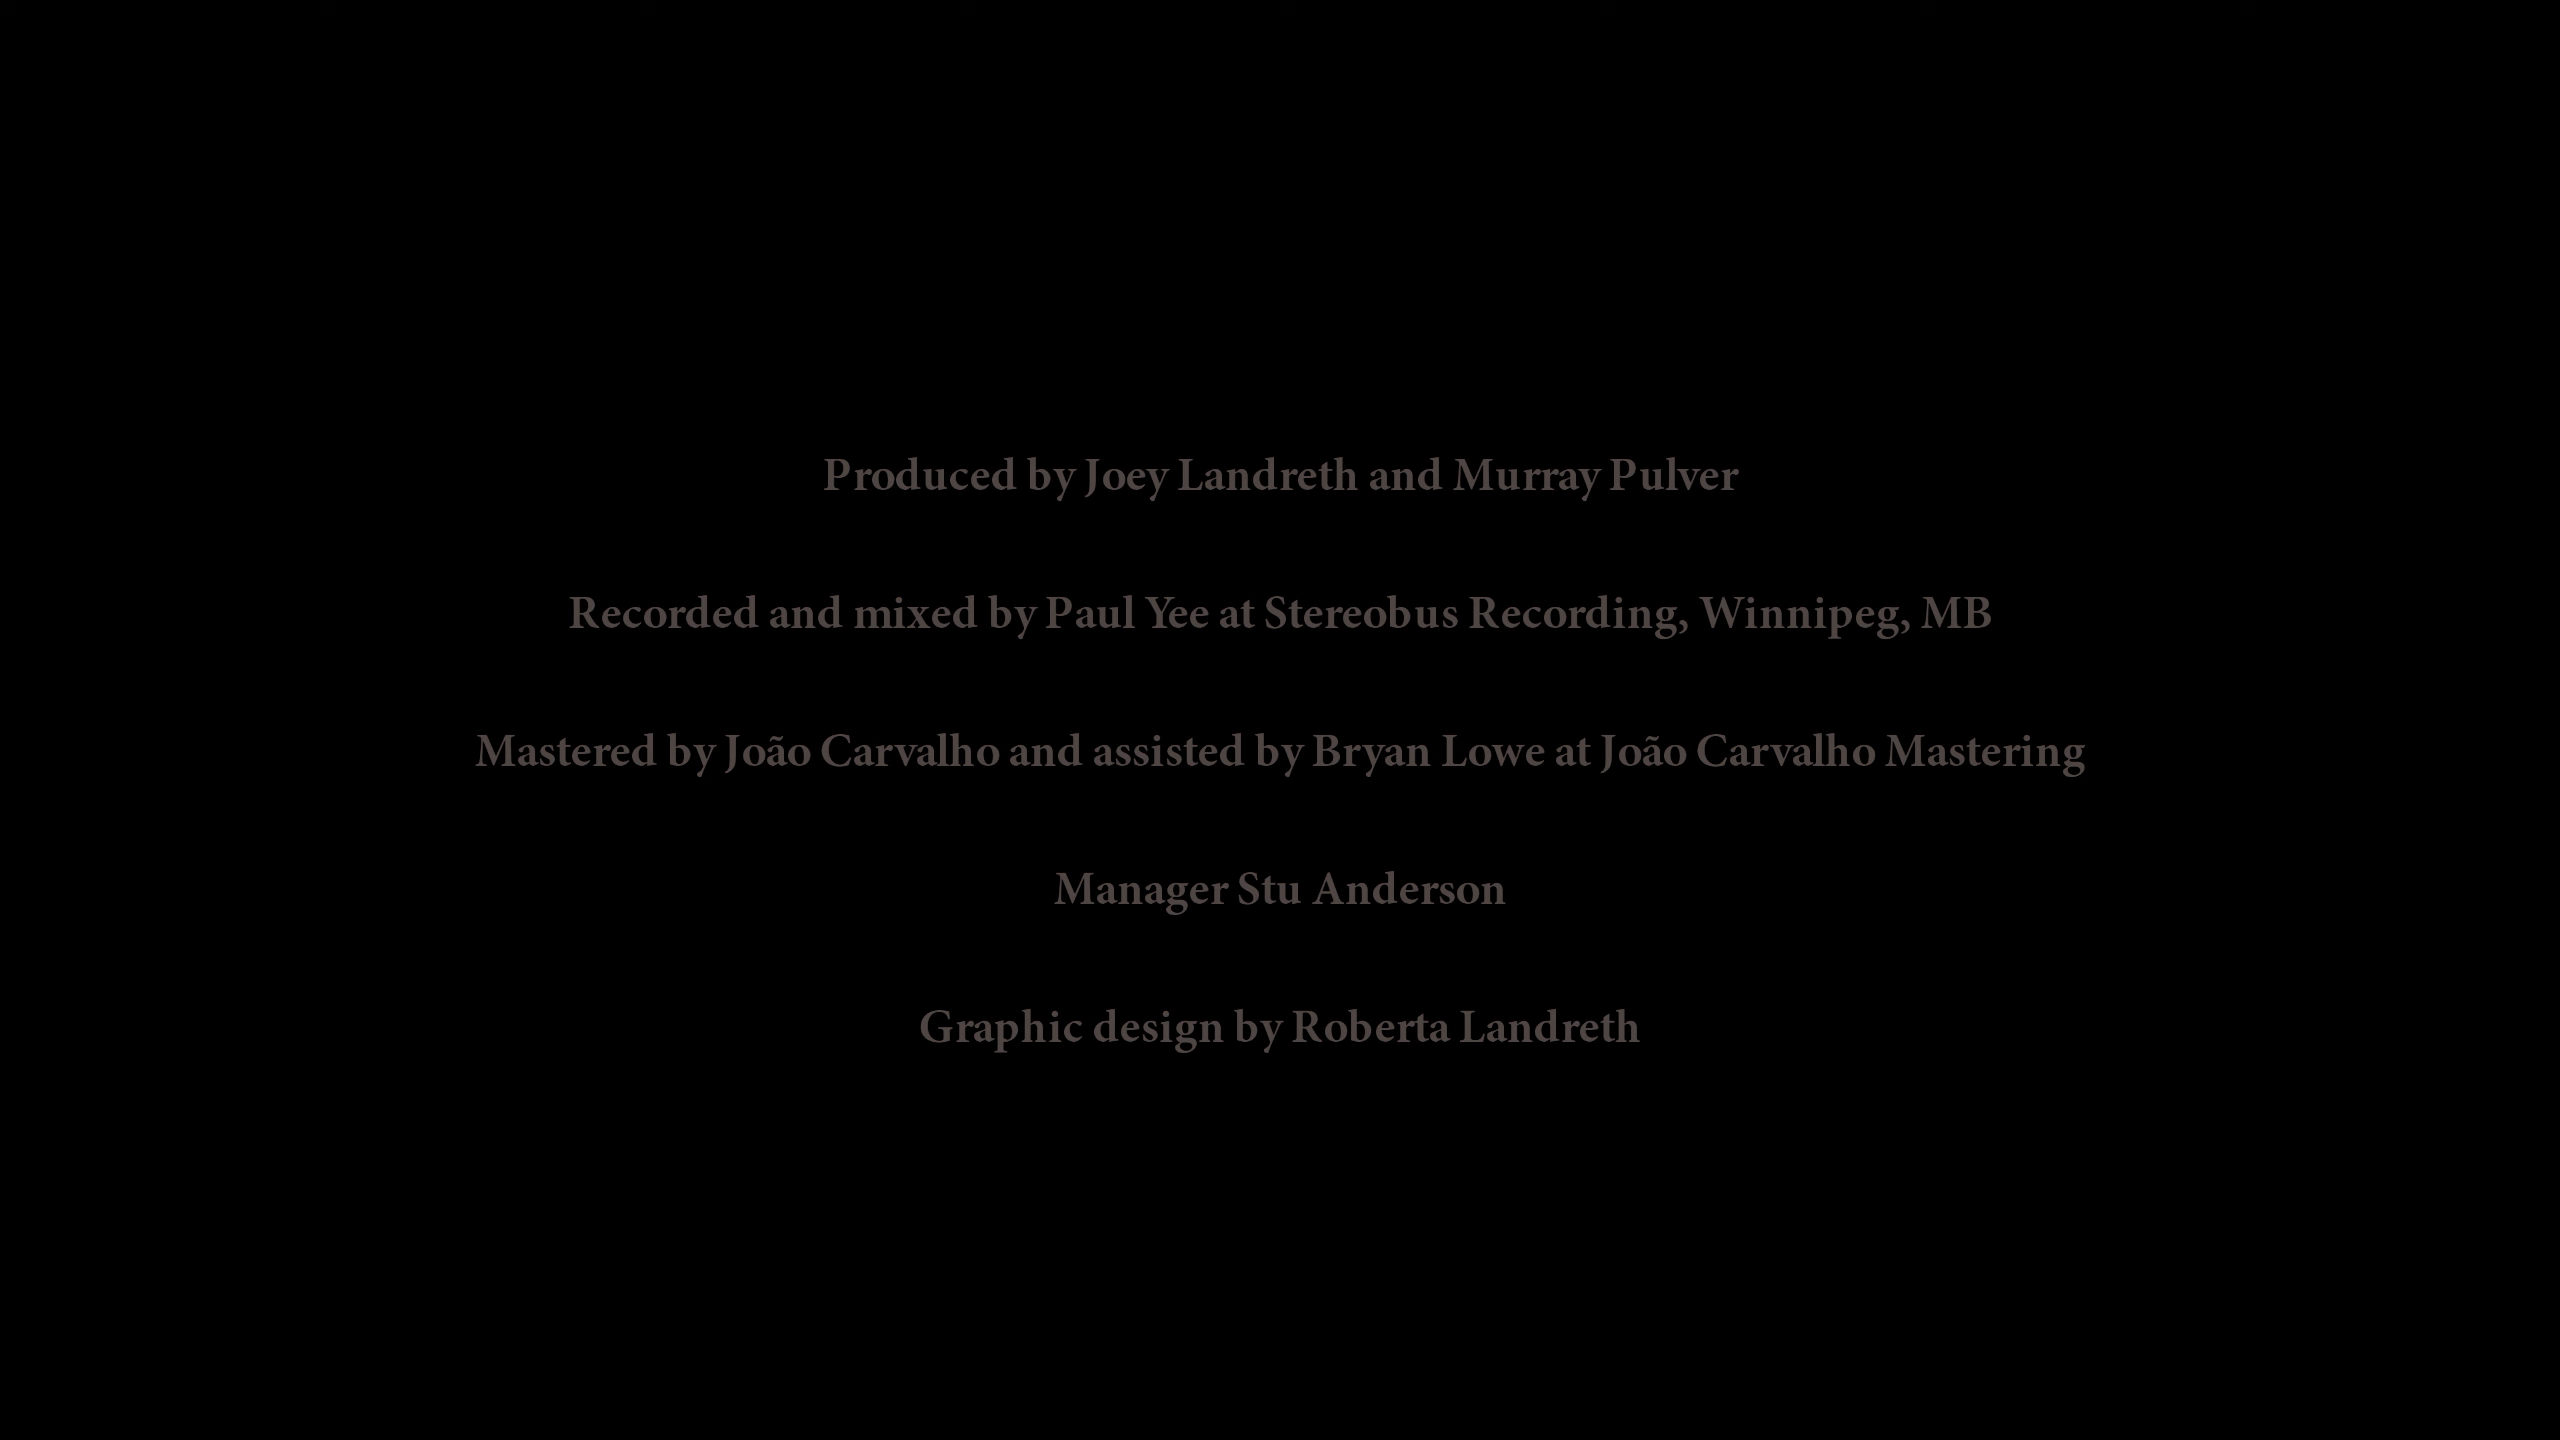 Produced by Joey Landreth and Murray Pulver
Recorded and mixed by Paul Yee at Stereobus Recording, Winnipeg, MB
Mastered by João Carvalho and assisted by Bryan Lowe at João Carvalho Mastering
Manager Stu Anderson
Graphic design by Roberta Landreth